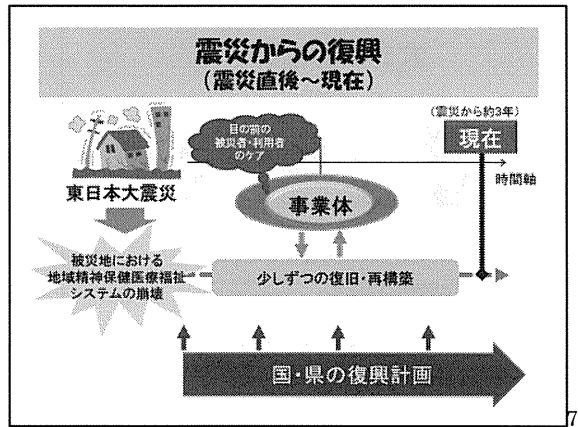 震災からの復興
（震災直後～現在）
（震災から約3年）
現在
目の前の
被災者・利用者
のケア
時間軸
東日本大震災
事業体
被災地における
地域精神保健医療福祉
システムの崩壊
少しずつの復旧・再構築
国・県の復興計画
7